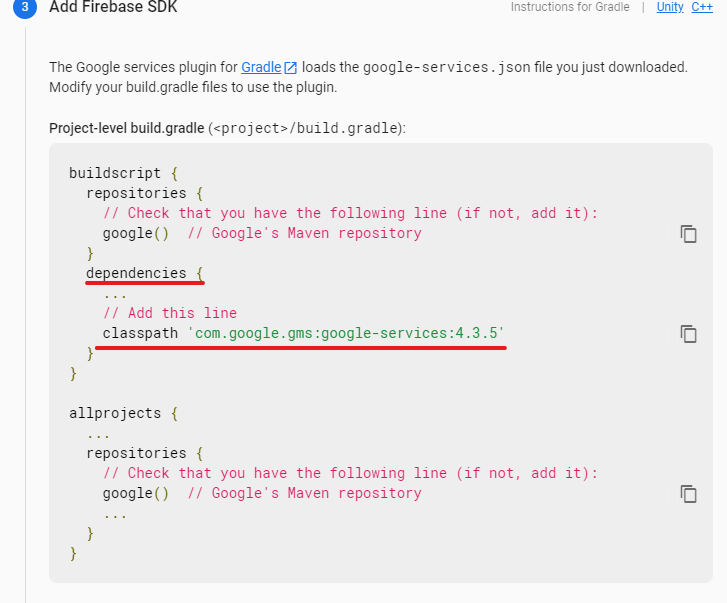 3 Add Firebase SDK Instructions for Gradle | Unity C++
The Google services plugin for Gradle loads the google-services.json file you just downloaded.
Modify your build.gradle files to use the plugin.
Project-level build.gradle (<project>/build.gradle):
buildscript {
  repositories {
    // Check that you have the following line (if not, add it):
    google()  // Google's Maven repository
  }
  dependencies {
    ...
    // Add this line
    classpath 'com.google.gms:google-services:4.3.5'
  }
}
allprojects {
  ...
  repositories {
    // Check that you have the following line (if not, add it):
    google()  // Google's Maven repository
    ...
  }
}